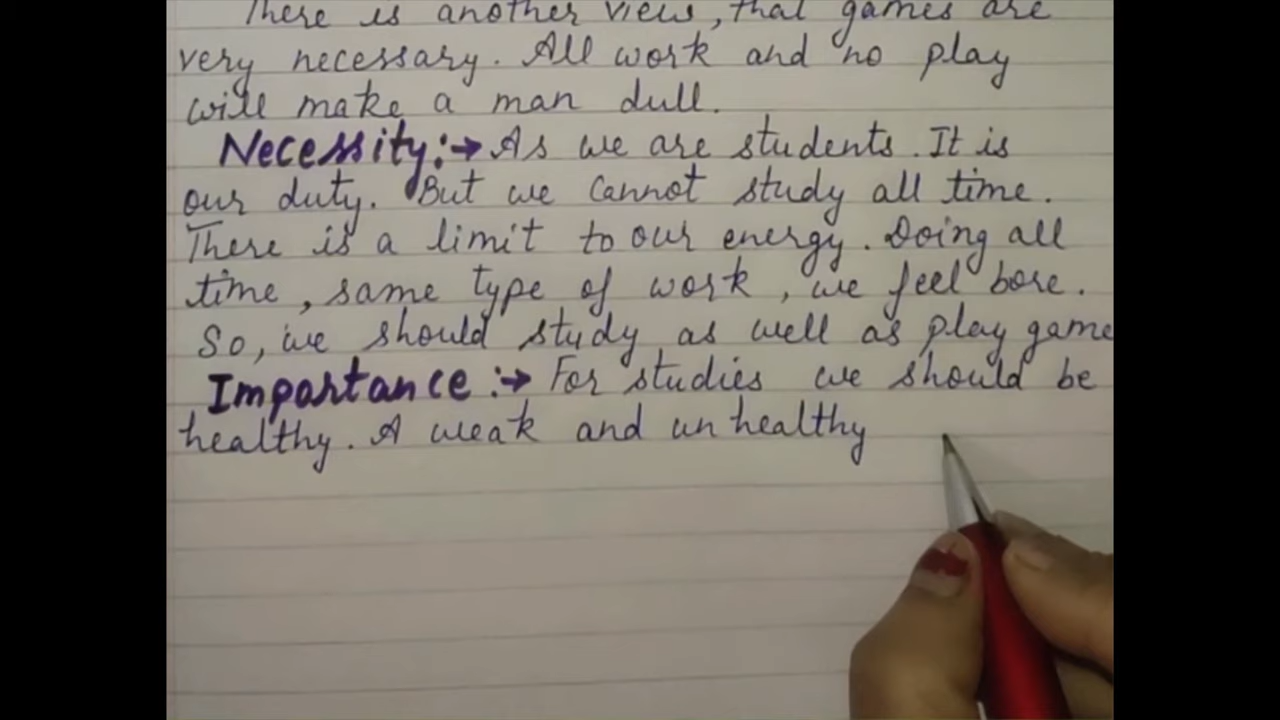 There is another view, that games are
very necessary. All work and no play
will make a man dull.
Necessity:→ As we are students. It is
our duty. But we cannot study all time.
There is a limit to our energy. Doing all
time, same type of work, we feel bore.
So, we should study as well as play game
Importance:→ For studies we should be
healthy. A weak and unhealthy